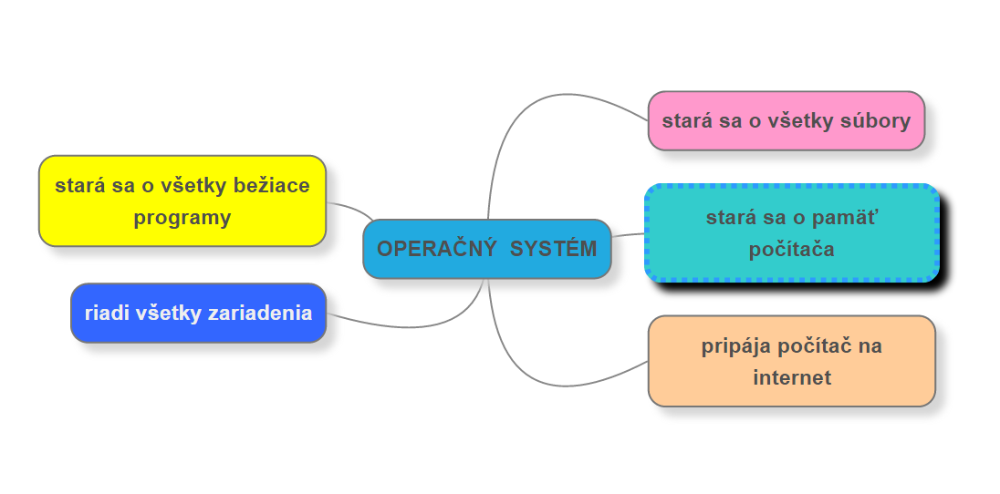 stará sa o všetky súbory
stará sa o všetky bežiace
programy
stará sa o pamäť
počítača
OPERAČNÝ  SYSTÉM
riadi všetky zariadenia
pripája počítač na
internet